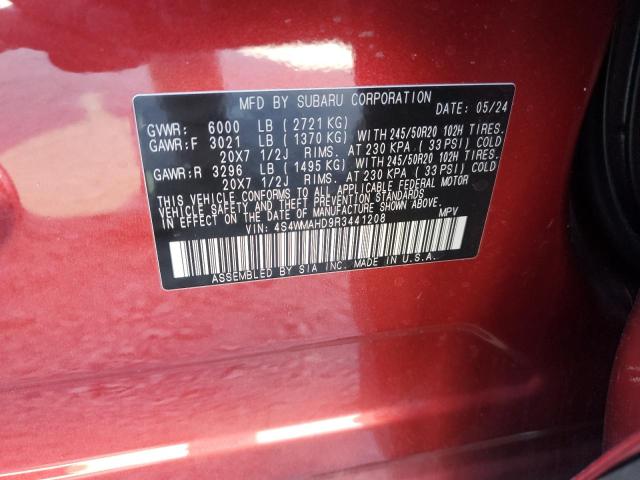 MFD BY SUBARU CORPORATION
DATE: 05/24
GVWR: 6000 LB ( 2721 KG)
GAWR:F 3021 LB ( 1370 KG) WITH 245/50R20 102H TIRES.
20X7 1/2J RIMS. AT 230 KPA ( 33 PSI) COLD
GAWR:R 3296 LB ( 1495 KG) WITH 245/50R20 102H TIRES.
20X7 1/2J RIMS. AT 230 KPA ( 33 PSI) COLD
THIS VEHICLE CONFORMS TO ALL APPLICABLE FEDERAL MOTOR
VEHICLE SAFETY AND THEFT PREVENTION STANDARDS
IN EFFECT ON THE DATE OF MANUFACTURE SHOWN ABOVE.
VIN: 4S4WMAHD9R3441208 MPV
ASSEMBLED BY SIA INC. MADE IN U.S.A.